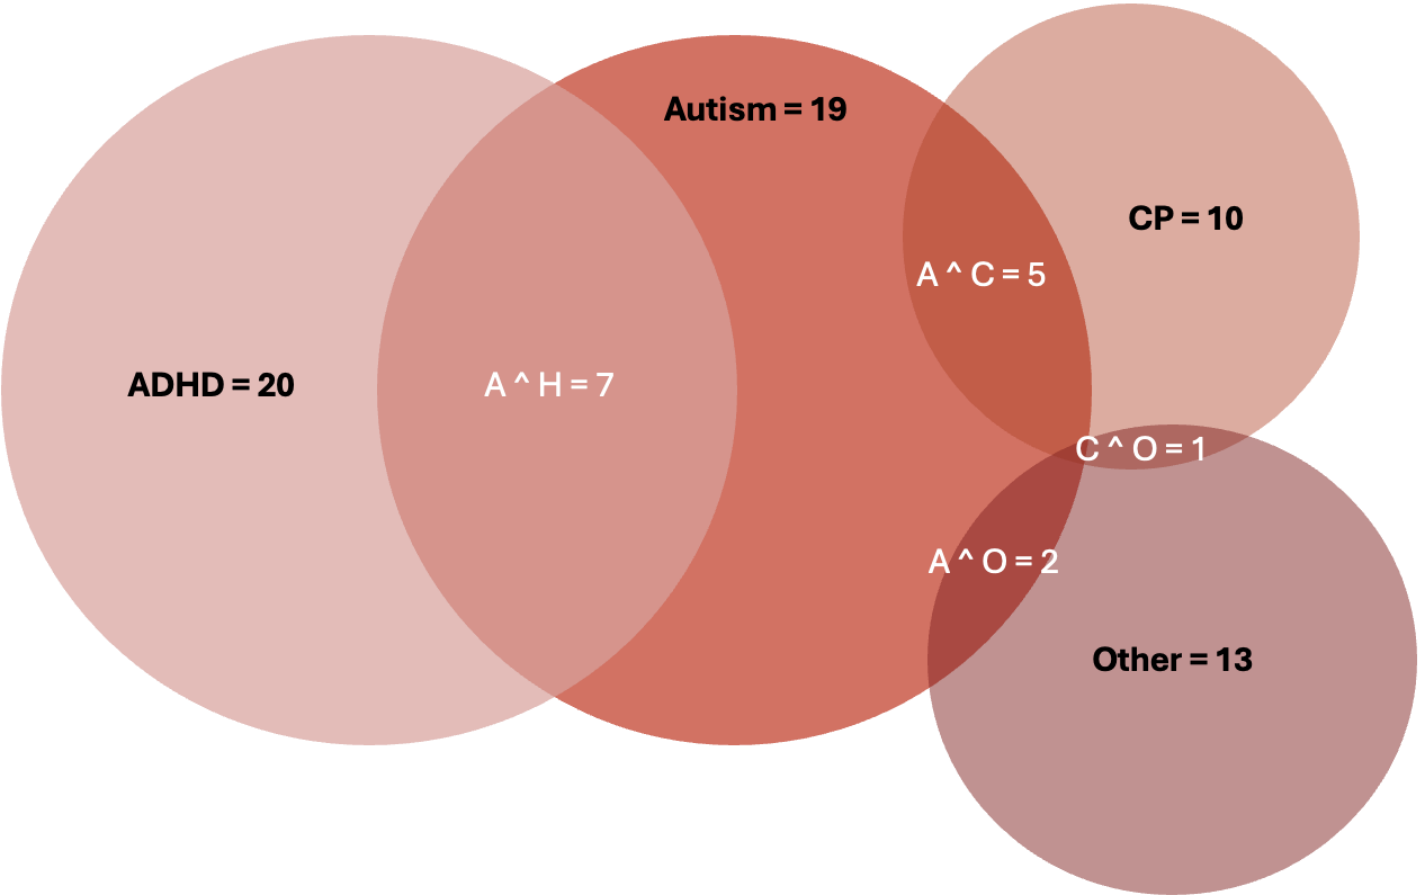 Autism = 19
CP = 10
A ^ C = 5
ADHD = 20
A ^ H = 7
C ^ O = 1
A ^ O = 2
Other = 13